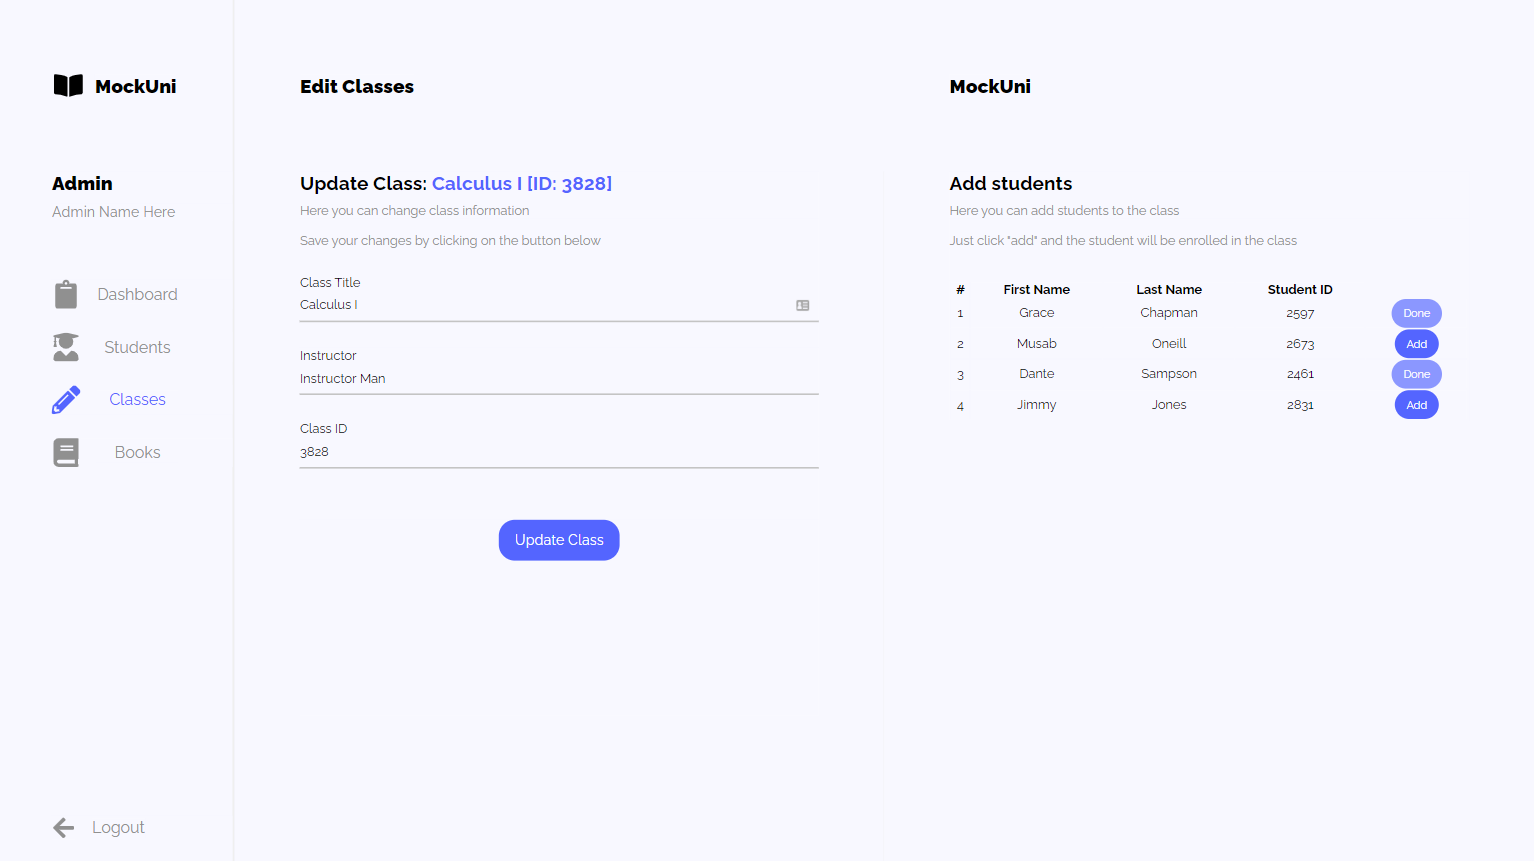 MockUni
Admin
Admin Name Here
Dashboard
Students
Classes
Books
Logout
Edit Classes
Update Class: Calculus I [ID: 3828]
Here you can change class information
Save your changes by clicking on the button below
Class Title
Calculus I
Instructor
Instructor Man
Class ID
3828
Update Class
MockUni
Add students
Here you can add students to the class
Just click "add" and the student will be enrolled in the class
# First Name Last Name Student ID
1 Grace Chapman 2597 Done
2 Musab Oneill 2673 Add
3 Dante Sampson 2461 Done
4 Jimmy Jones 2831 Add